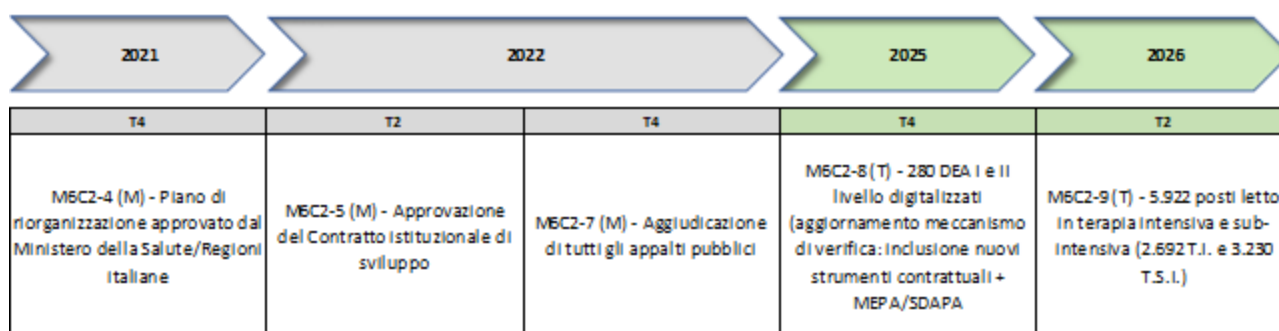 2021
2022
2025
2026
T4
T2
T4
T4
T2
M6C2-4 (M) - Piano di
riorganizzazione approvato dal
Ministero della Salute/Regioni
italiane
M6C2-5 (M) - Approvazione
del Contratto istituzionale di
sviluppo
M6C2-7 (M) - Aggiudicazione
di tutti gli appalti pubblici
M6C2-8 (T) - 280 DEA I e II
livello digitalizzati
(aggiornamento meccanismo
di verifica: inclusione nuovi
strumenti contrattuali +
MEPA/SDAPA
M6C2-9 (T) - 5.922 posti letto
in terapia intensiva e sub-
intensiva (2.692 T.I. e 3.230
T.S.I.)